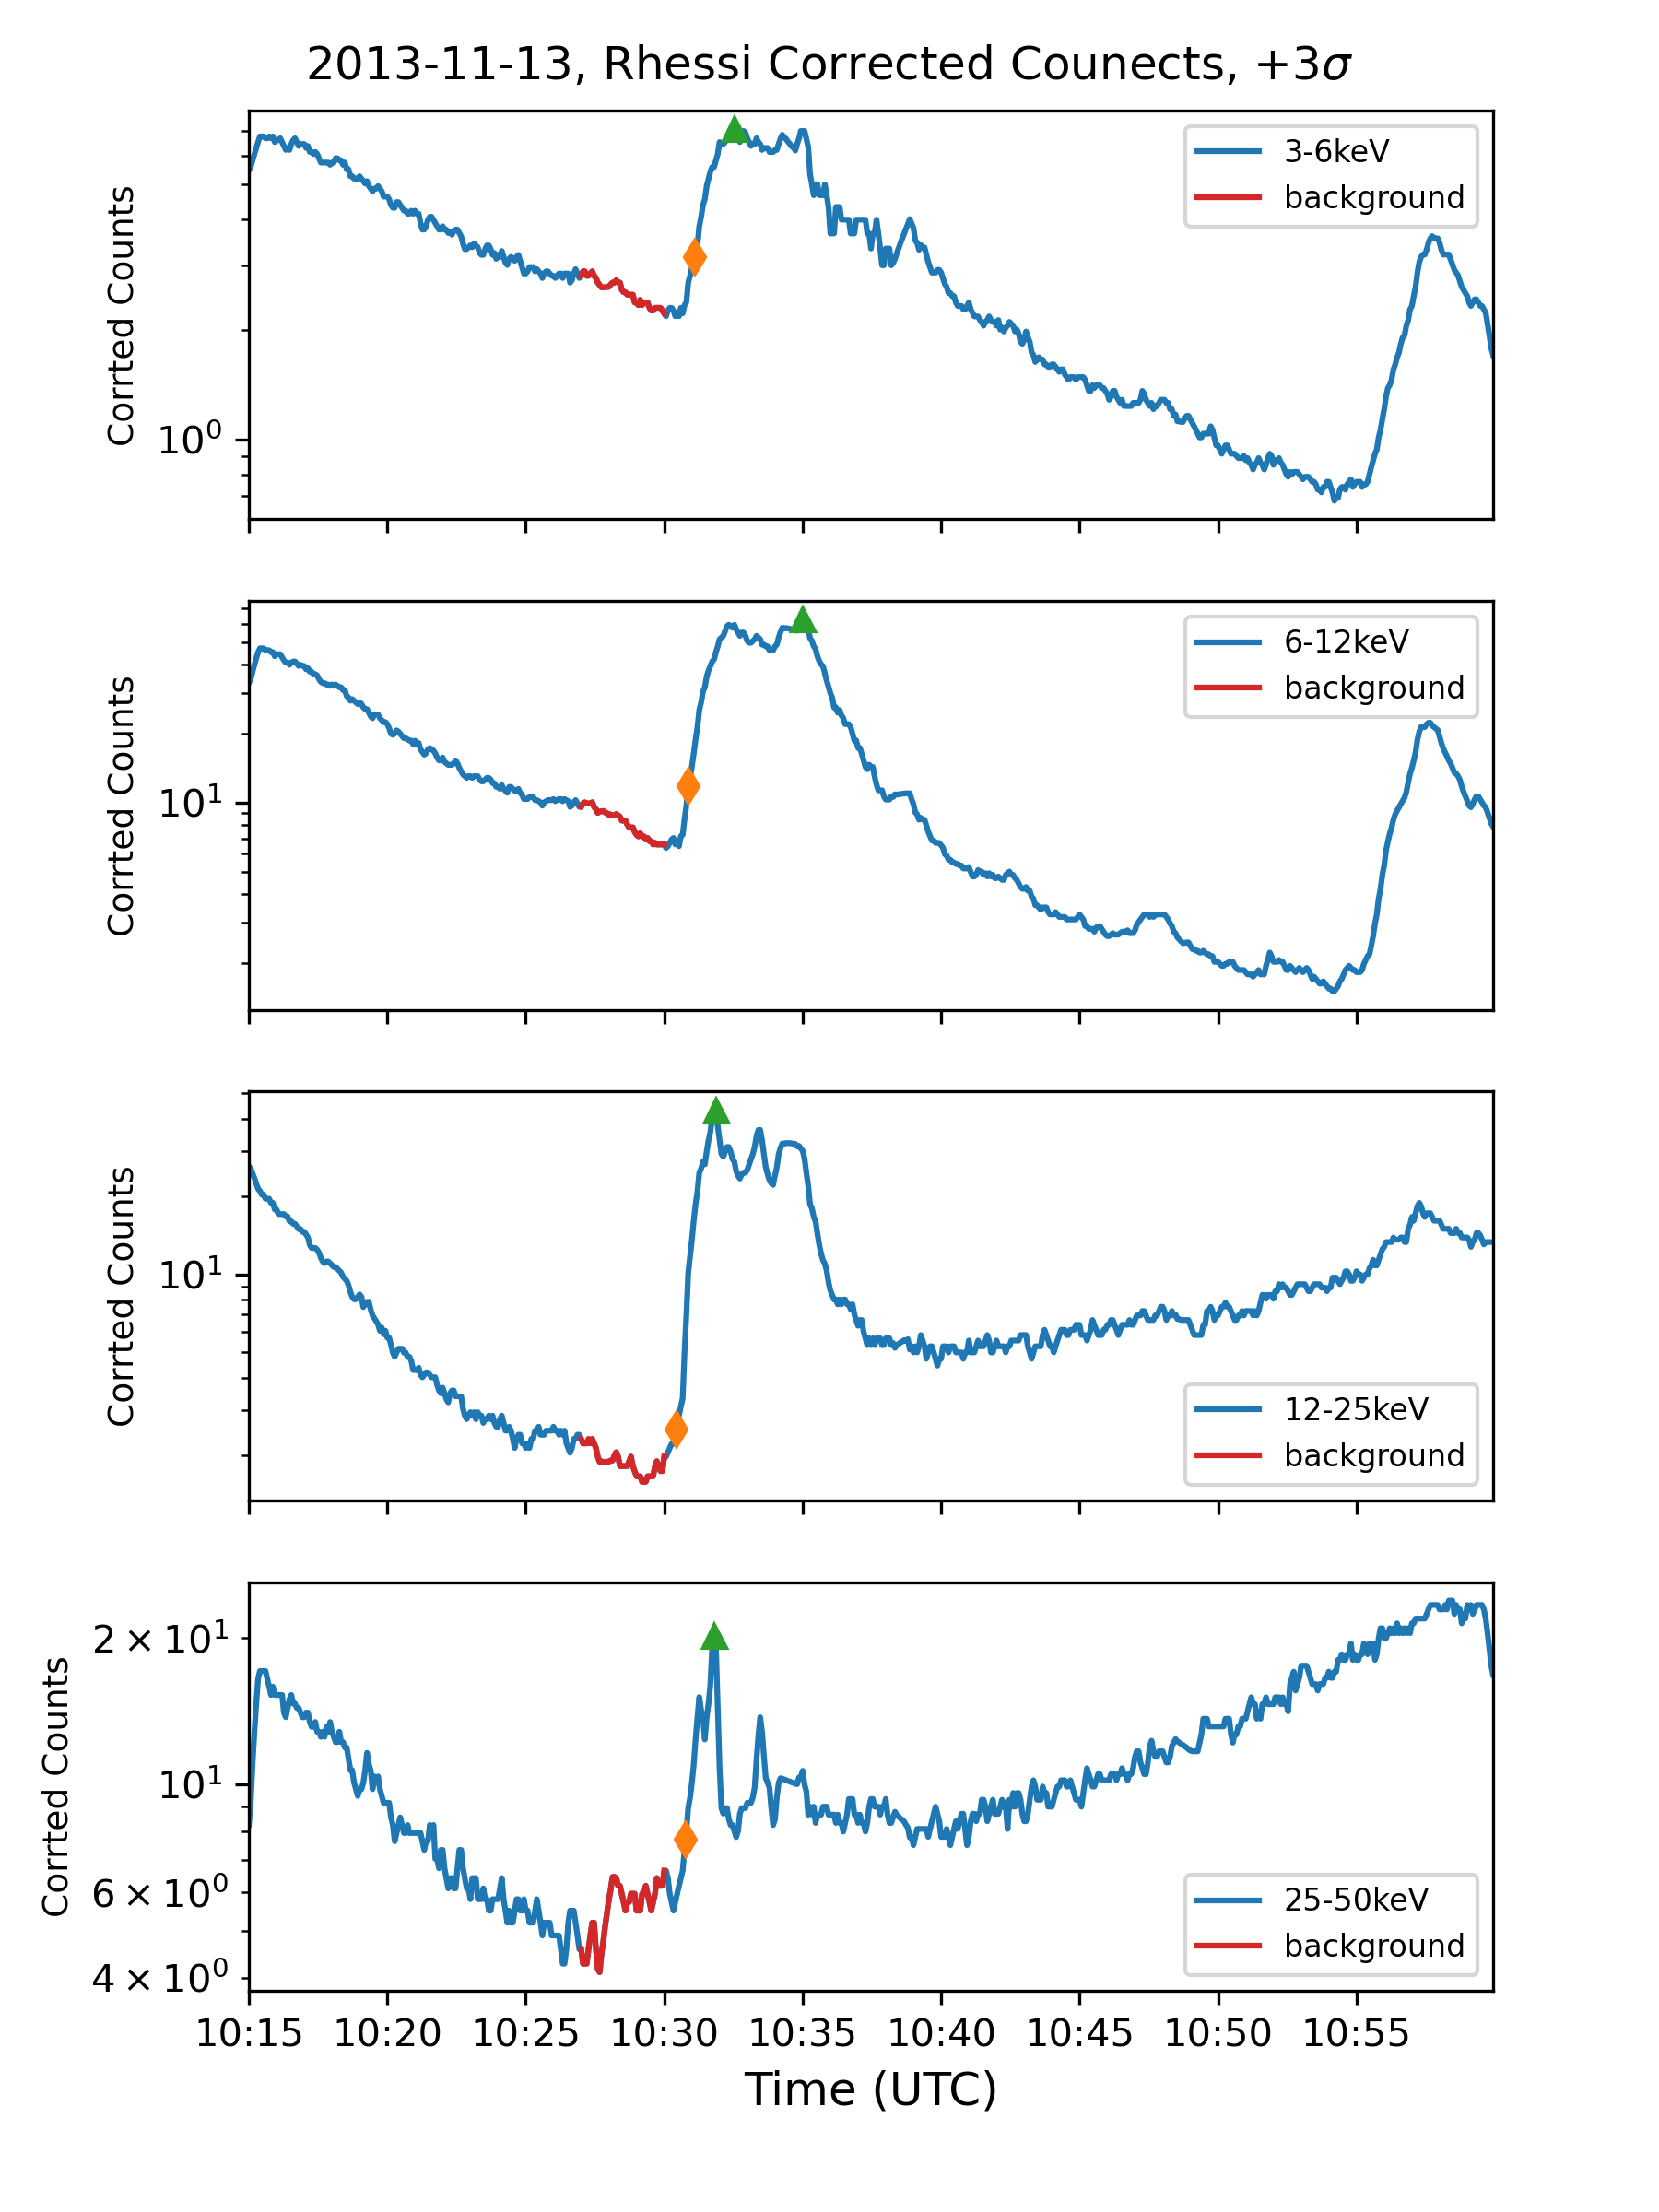 2013-11-13, Rhessi Corrected Counects, +3σ
Corrted Counts
10⁰
3-6keV
background
Corrted Counts
10¹
6-12keV
background
Corrted Counts
10¹
12-25keV
background
Corrted Counts
2×10¹
10¹
6×10⁰
4×10⁰
25-50keV
background
10:15 10:20 10:25 10:30 10:35 10:40 10:45 10:50 10:55
Time (UTC)